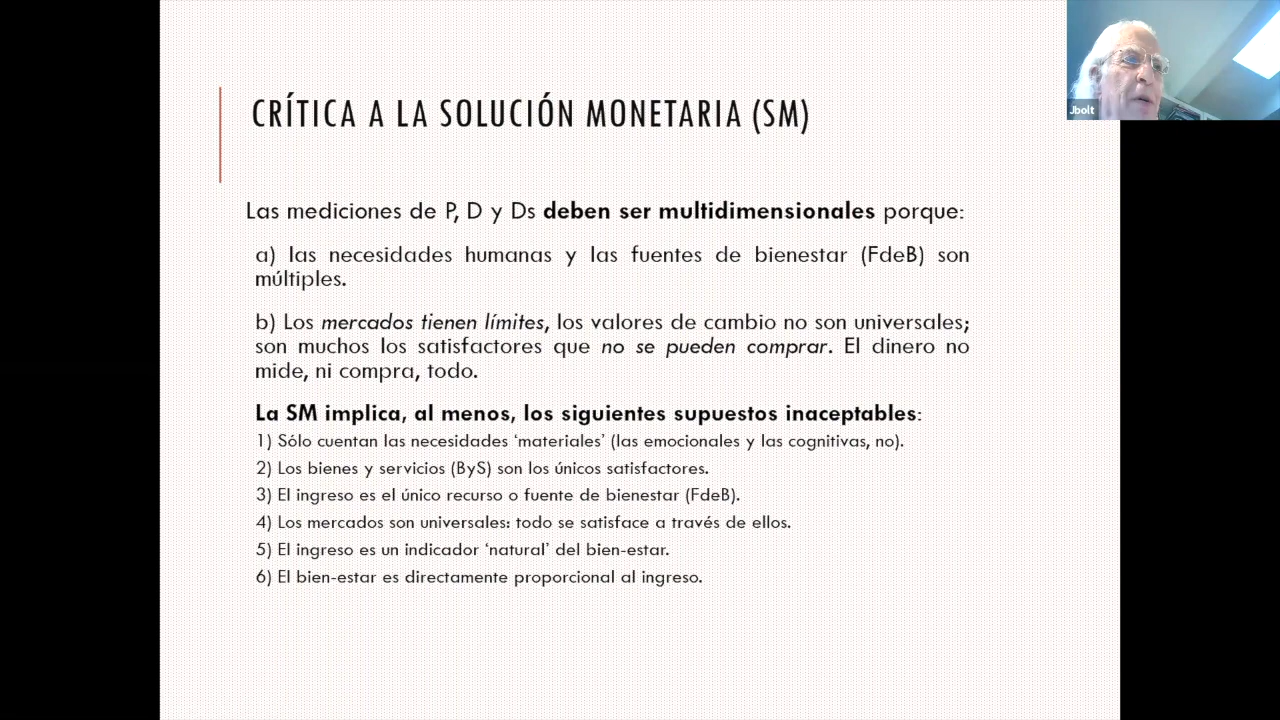 CRÍTICA A LA SOLUCIÓN MONETARIA (SM)
Jbolt
Las mediciones de P, D y Ds deben ser multidimensionales porque:
a) las necesidades humanas y las fuentes de bienestar (FdeB) son
múltiples.
b) Los mercados tienen límites, los valores de cambio no son universales;
son muchos los satisfactores que no se pueden comprar. El dinero no
mide, ni compra, todo.
La SM implica, al menos, los siguientes supuestos inaceptables:
1) Sólo cuentan las necesidades ‘materiales’ (las emocionales y las cognitivas, no).
2) Los bienes y servicios (ByS) son los únicos satisfactores.
3) El ingreso es el único recurso o fuente de bienestar (FdeB).
4) Los mercados son universales: todo se satisface a través de ellos.
5) El ingreso es un indicador ‘natural’ del bien-estar.
6) El bien-estar es directamente proporcional al ingreso.